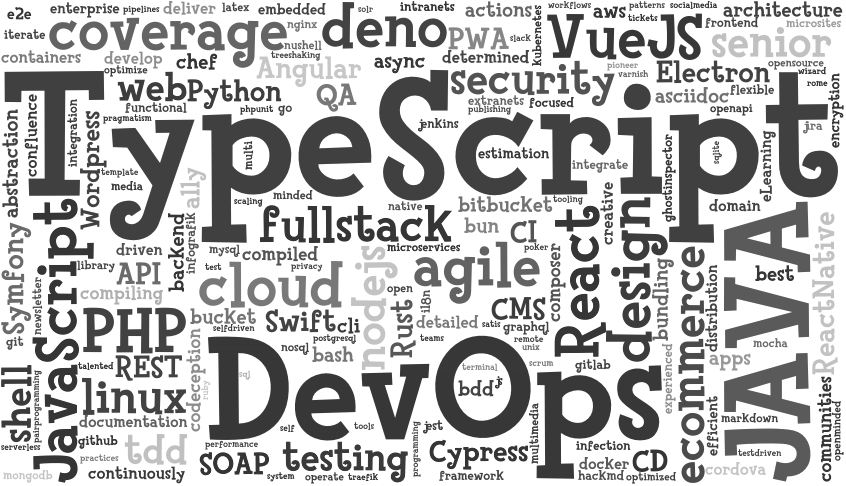 e2e
enterprise
pipelines
deliver
latex
embedded
solr
intranets
actions
workflows
aws
patterns
socialmedia
architecture
iterate
coverage
nginx
deno
PWA
slack
kubernetes
VueJS
tickets
frontend
microsites
senior
containers
develop
optimize
chef
nushell
treeshaking
Angular
async
determined
security
pioneer
varnish
Electron
opensource
wizard
rome
TypeScript
web
Python
functional
pragmatism
phpunit
go
QA
extranets
publishing
focused
asciidoc
flexible
openapi
encryption
jira
abstraction
confluence
integration
Wordpress
template
media
multi
jenkins
estimation
integrate
ghostinspector
sqlite
eLearning
ally
scaling
minded
native
bitbucket
tooling
creative
domain
Symfony
JavaScript
driven
backend
infografik
mysql
fullstack
compiled
microservices
bun
CI
poker
React
design
JAVA
ReactNative
library
API
compiling
test
privacy
cloud
nodejs
open
agile
i18n
composer
bundling
ecommerce
distribution
best
newsletter
git
PHP
bucket
selfdriven
Swift
cli
postgresql
Rust
detailed
teams
CMS
satis
graphql
remote
unix
apps
mocha
shell
talented
REST
codeception
nosql
bash
DevOps
terminal
bdd
js
scrum
gitlab
experienced
pairprogramming
linux
ruby
sql
documentation
self
tools
programming
jest
multimedia
efficient
markdown
communities
openminded
serverless
github
practices
tdd
performance
SOAP
testing
Cypress
infection
docker
CD
testdriven
mongodb
continuously
system
operate
traefik
framework
hackmd
optimized
cordova